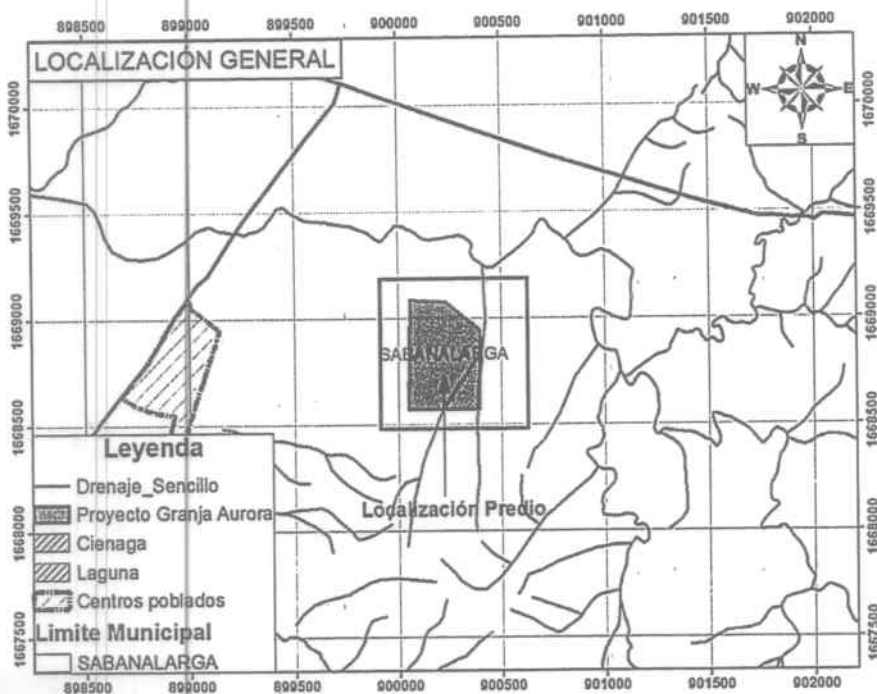 898500 899000 899500 900000 900500 901000 901500 902000
LOCALIZACIÓN GENERAL
N
W E
S
1670000 1670000
1669500 1669500
1669000 1669000
SABANALARGA
1668500 1668500
Leyenda
Drenaje_Sencillo
Proyecto Granja Aurora
Localización Predio
Cienaga
1668000 1668000
Laguna
Centros poblados
Limite Municipal
1667500 1667500
SABANALARGA
898500 899000 899500 900000 900500 901000 901500 902000